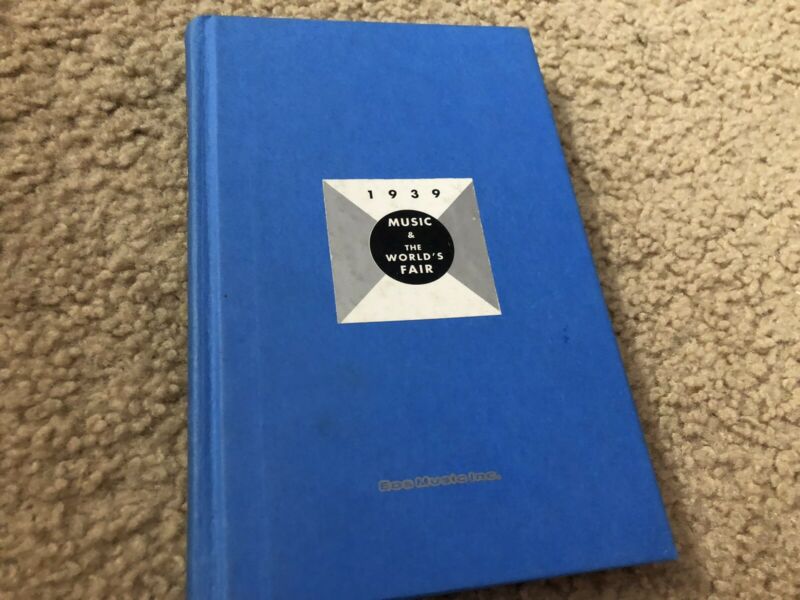 1939
MUSIC
&
THE
WORLD'S
FAIR
Eos Music Inc.